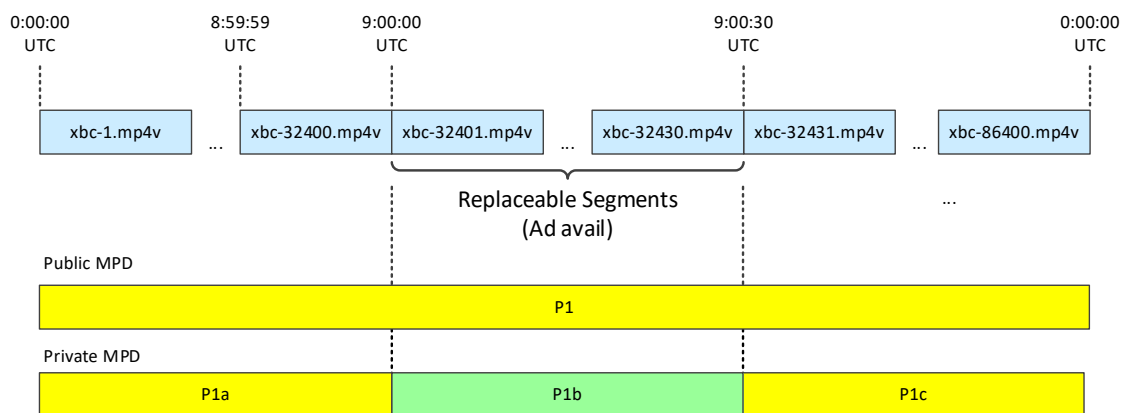 0:00:00 8:59:59 9:00:00 9:00:30 0:00:00
UTC UTC UTC UTC UTC
xbc-1.mp4v ... xbc-32400.mp4v xbc-32401.mp4v ... xbc-32430.mp4v xbc-32431.mp4v ... xbc-86400.mp4v
Replaceable Segments ...
(Ad avail)
Public MPD
P1
Private MPD
P1a P1b P1c